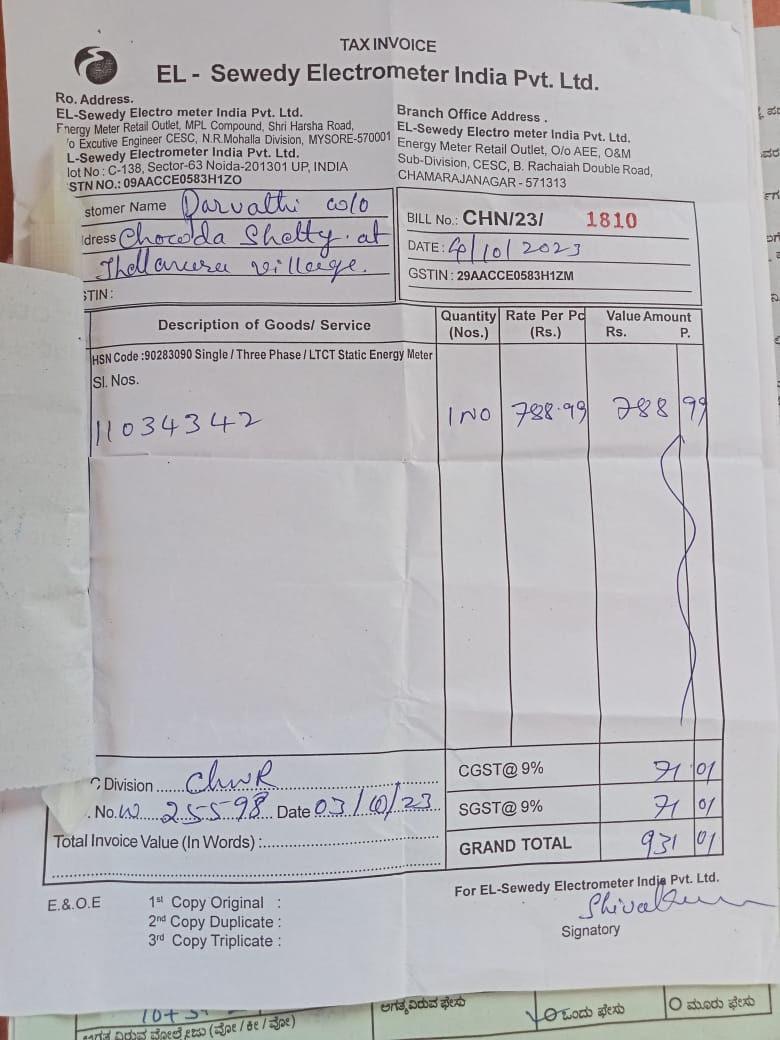 TAX INVOICE
EL - Sewedy Electrometer India Pvt. Ltd.
Ro. Address.
EL-Sewedy Electro meter India Pvt. Ltd.
Energy Meter Retail Outlet, MPL Compound, Shri Harsha Road,
o Excutive Engineer CESC, N.R.Mohalla Division, MYSORE-570001
L-Sewedy Electrometer India Pvt. Ltd.
lot No : C-138, Sector-63 Noida-201301 UP, INDIA
STN NO.: 09AACCE0583H1ZO
Branch Office Address .
EL-Sewedy Electro meter India Pvt. Ltd.
Energy Meter Retail Outlet, O/o AEE, O&M
Sub-Division, CESC, B. Rachaiah Double Road,
CHAMARAJANAGAR - 571313
stomer Name Parvathi
dress Shetty. at
village.
STIN:
BILL No.: CHN/23/ 1810
DATE : 4/10/2023
GSTIN : 29AACCE0583H1ZM
Description of Goods/ Service Quantity (Nos.) Rate Per Pc (Rs.) Value Amount Rs. P.
HSN Code :90283090 Single / Three Phase / LTCT Static Energy Meter
Sl. Nos.
11034342 1 NO 788.99 788 99
C Division ChNR
. No. 25598 Date 03/10/23
Total Invoice Value (In Words) :
CGST@ 9% 71 01
SGST@ 9% 71 01
GRAND TOTAL 931 01
For EL-Sewedy Electrometer India Pvt. Ltd.
Signatory
E.& O.E
1st Copy Original :
2nd Copy Duplicate :
3rd Copy Triplicate :
ಅಗತ್ಯವಿರುವ ಫೇಸು ಒಂದು ಫೇಸು ಮೂರು ಫೇಸು